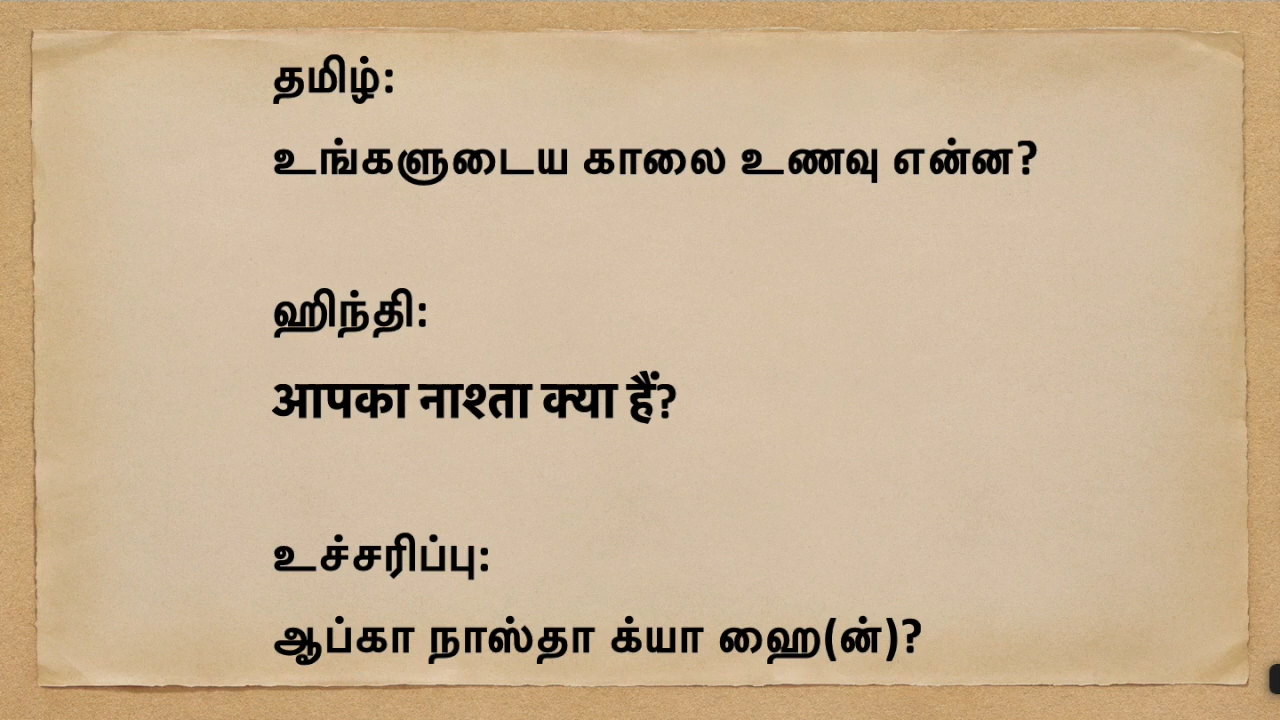 தமிழ்:
உங்களுடைய காலை உணவு என்ன?
ஹிந்தி:
आपका नाश्ता क्या हैं?
உச்சரிப்பு:
ஆப்கா நாஸ்தா க்யா ஹை(ன்)?